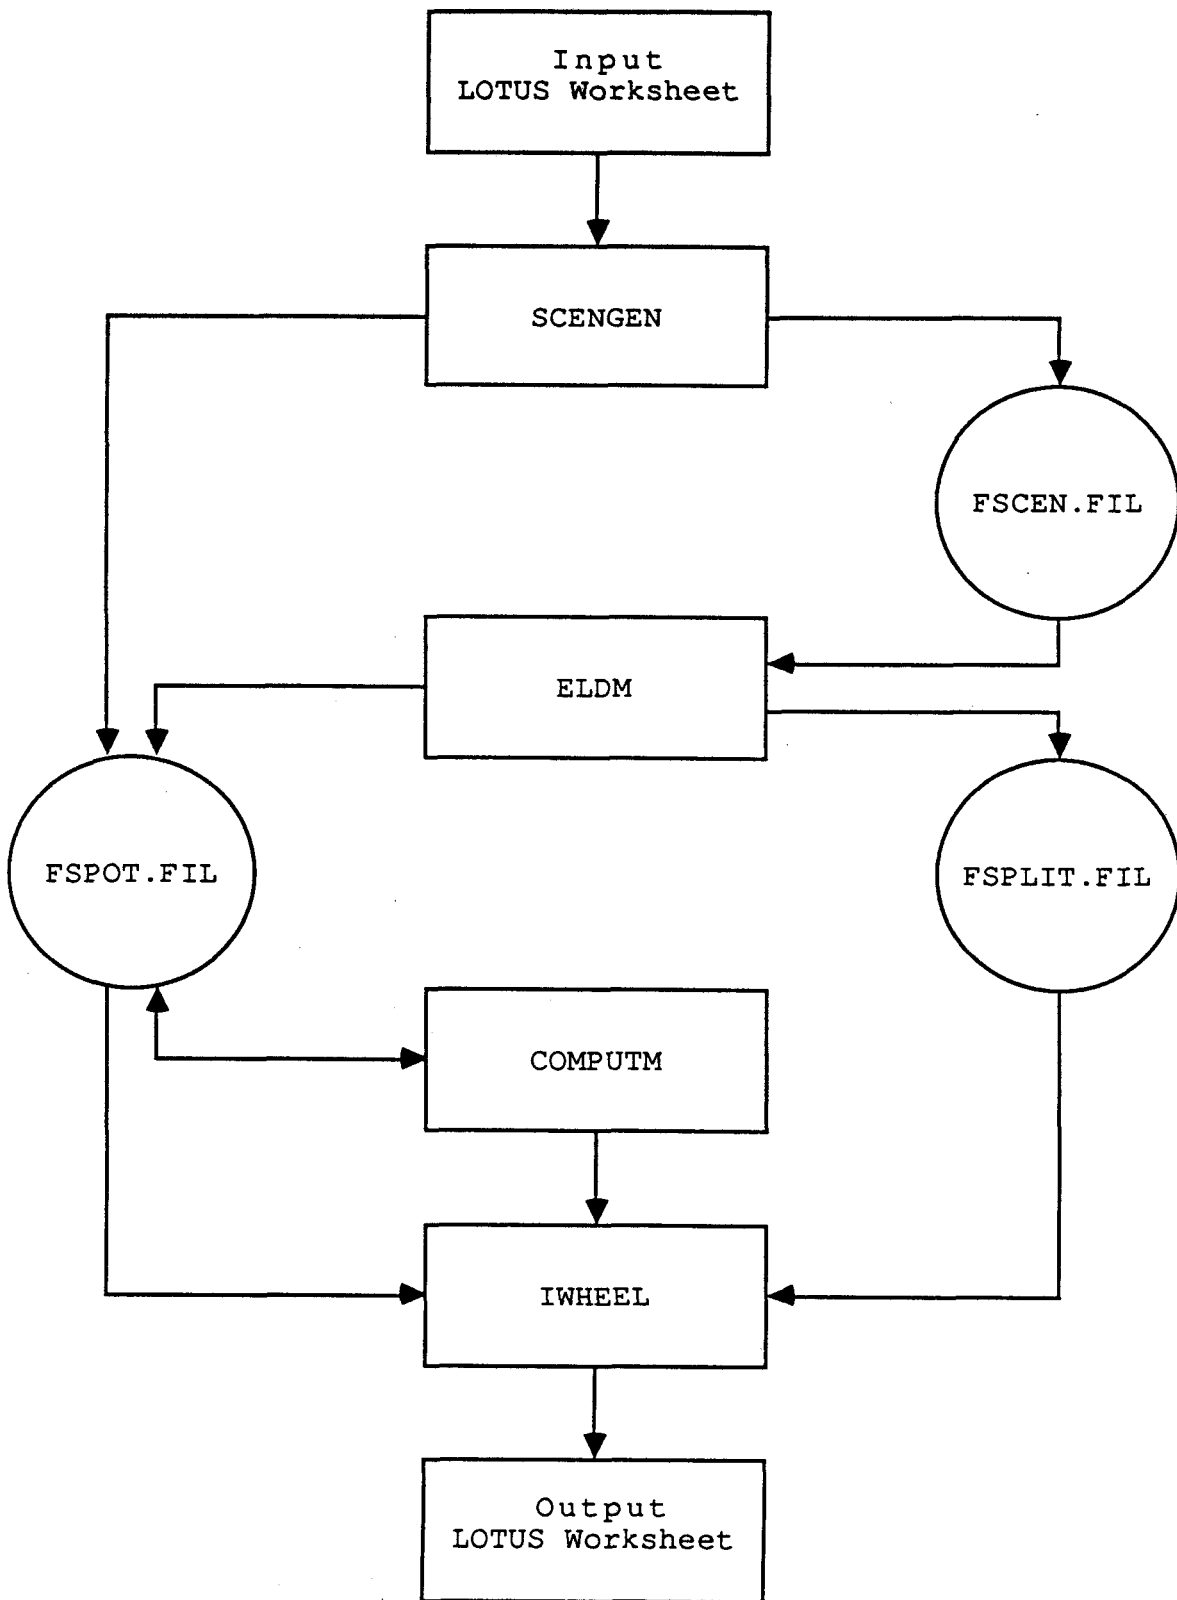 Input
LOTUS Worksheet
SCENGEN
FSCEN.FIL
ELDM
FSPOT.FIL
FSPLIT.FIL
COMPUTM
IWHEEL
Output
LOTUS Worksheet